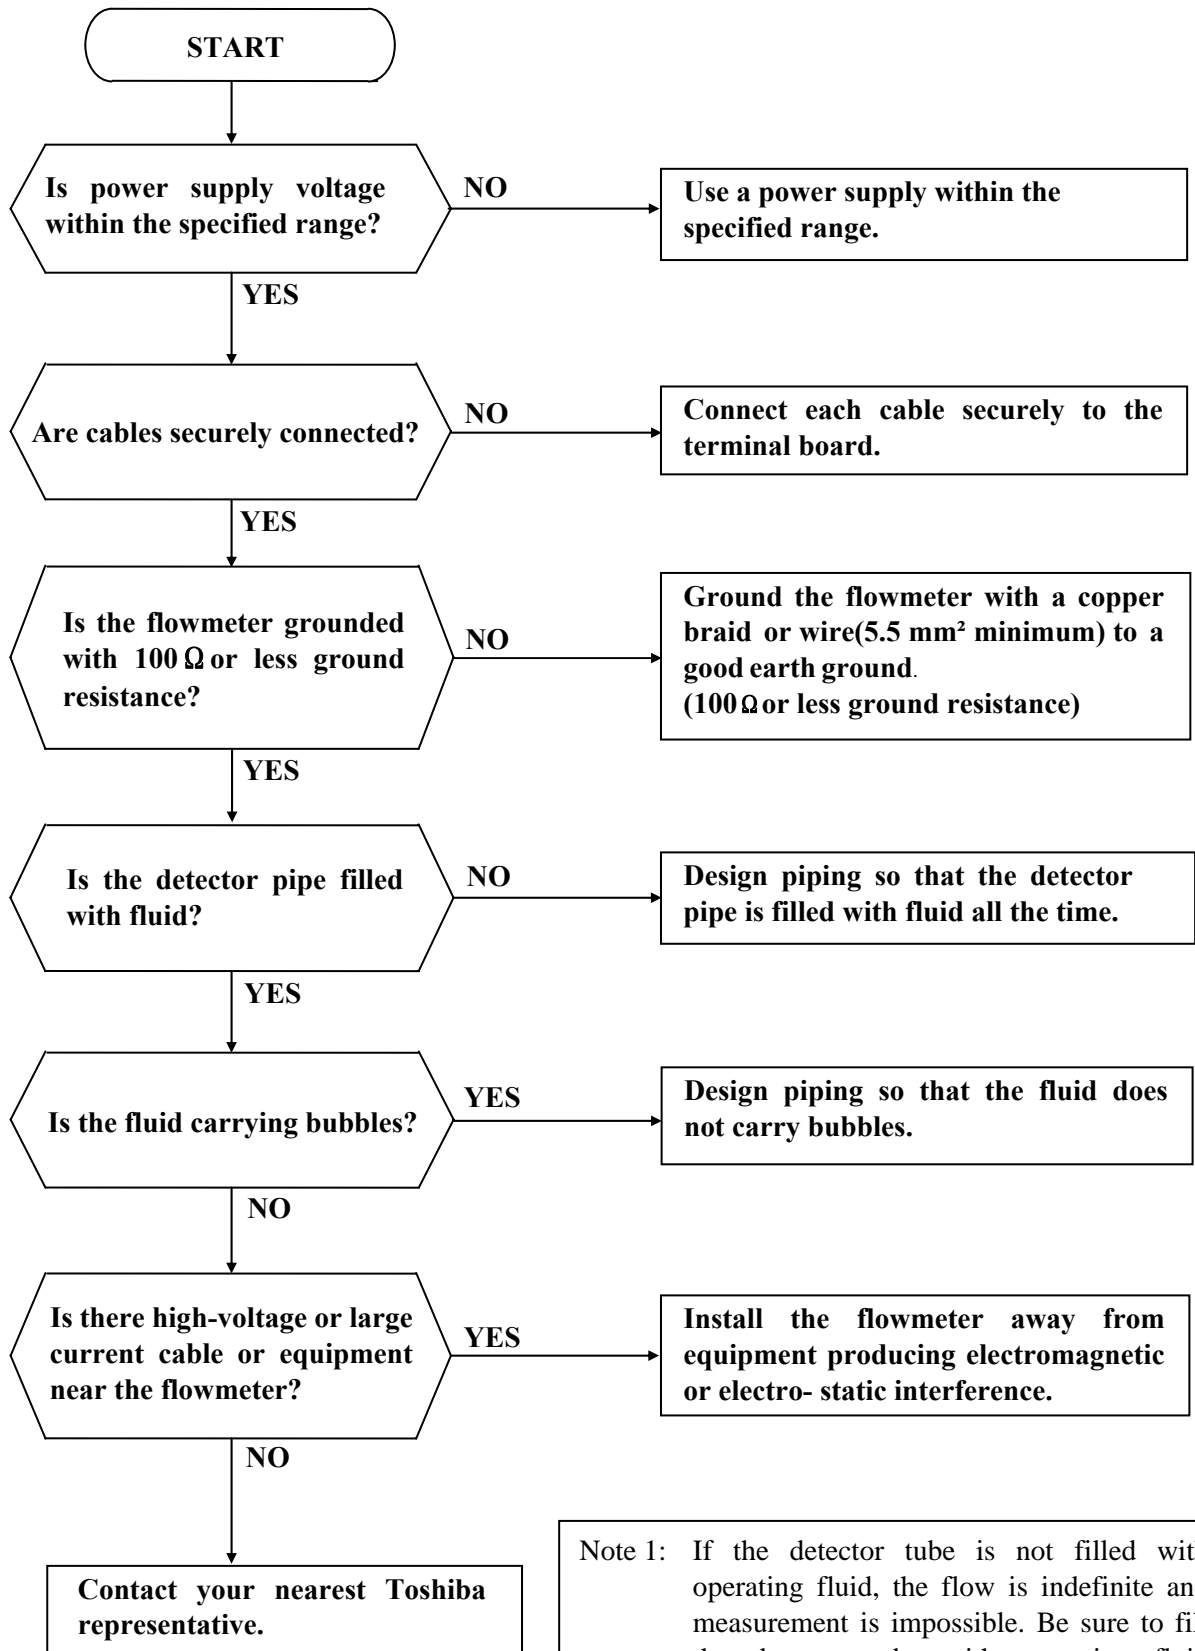 START
Is power supply voltage
within the specified range?
NO
Use a power supply within the
specified range.
YES
Are cables securely connected?
NO
Connect each cable securely to the
terminal board.
YES
Is the flowmeter grounded
with 100 Ω or less ground
resistance?
NO
Ground the flowmeter with a copper
braid or wire(5.5 mm² minimum) to a
good earth ground.
(100 Ω or less ground resistance)
YES
Is the detector pipe filled
with fluid?
NO
Design piping so that the detector
pipe is filled with fluid all the time.
YES
Is the fluid carrying bubbles?
YES
Design piping so that the fluid does
not carry bubbles.
NO
Is there high-voltage or large
current cable or equipment
near the flowmeter?
YES
Install the flowmeter away from
equipment producing electromagnetic
or electro- static interference.
NO
Contact your nearest Toshiba
representative.
Note 1: If the detector tube is not filled wit
operating fluid, the flow is indefinite an
measurement is impossible. Be sure to fil